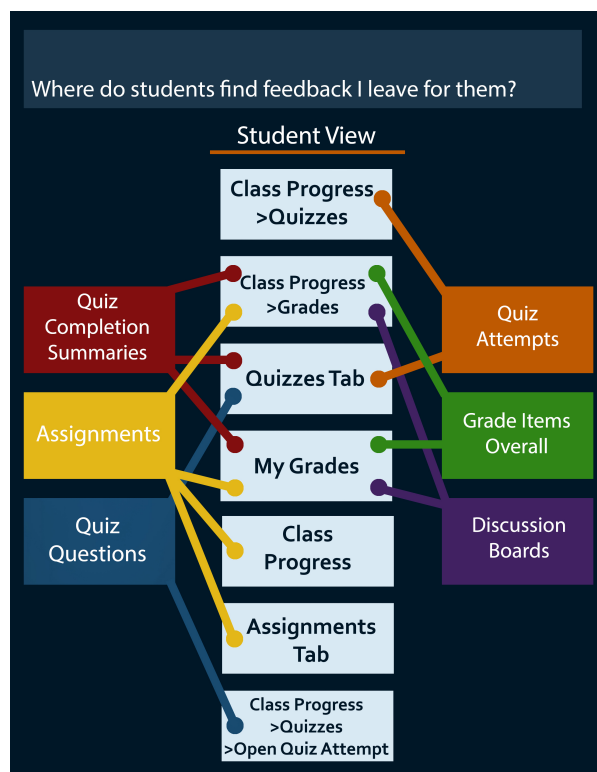 Where do students find feedback I leave for them?
Student View
Class Progress
>Quizzes
Class Progress
>Grades
Quizzes Tab
My Grades
Class
Progress
Assignments
Tab
Class Progress
>Quizzes
>Open Quiz Attempt
Quiz
Completion
Summaries
Assignments
Quiz
Questions
Quiz
Attempts
Grade Items
Overall
Discussion
Boards